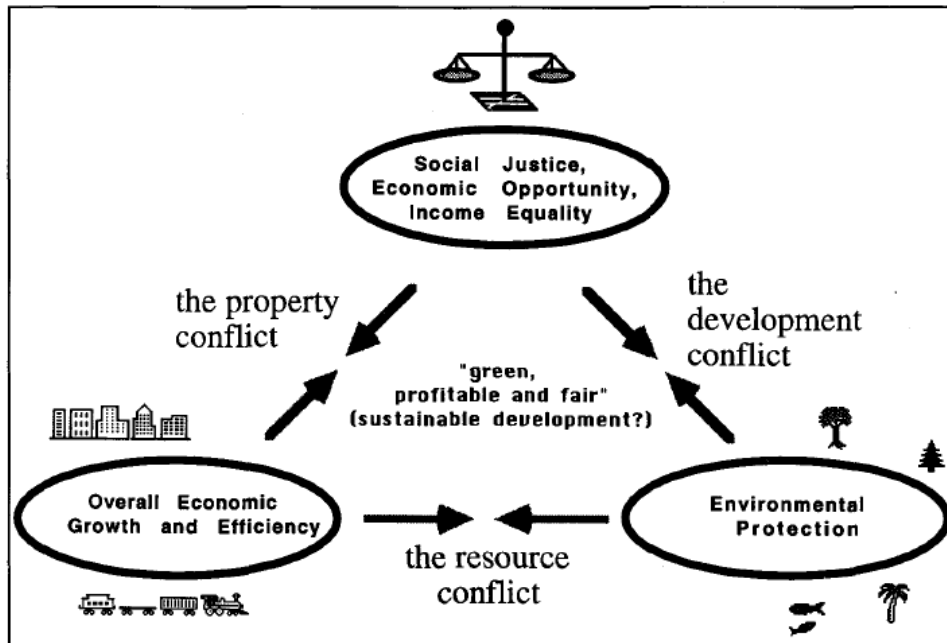 Social Justice,
Economic Opportunity,
Income Equality
the property
conflict
the
development
conflict
"green,
profitable and fair"
(sustainable development?)
Overall Economic
Growth and Efficiency
Environmental
Protection
the resource
conflict